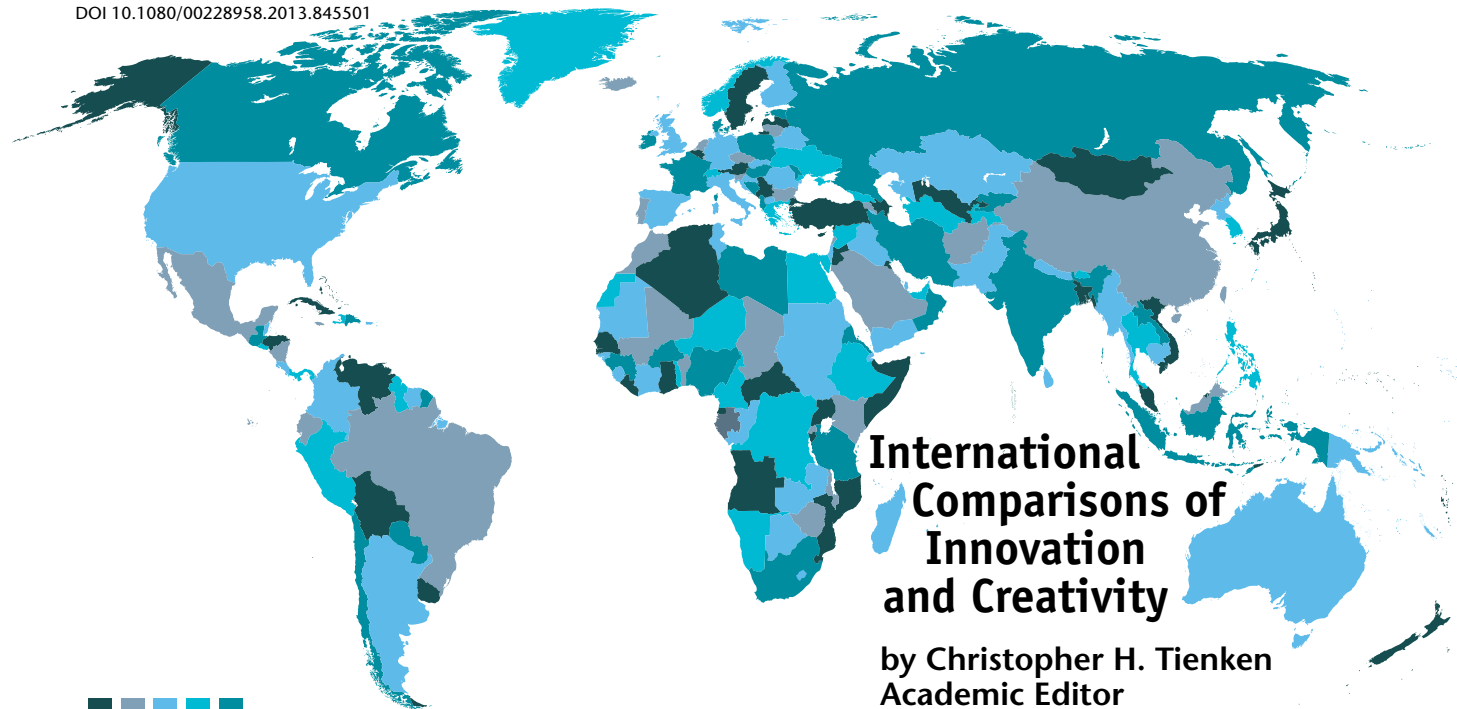 DOI 10.1080/00228958.2013.845501
International
Comparisons of
Innovation
and Creativity
by Christopher H. Tienken
Academic Editor